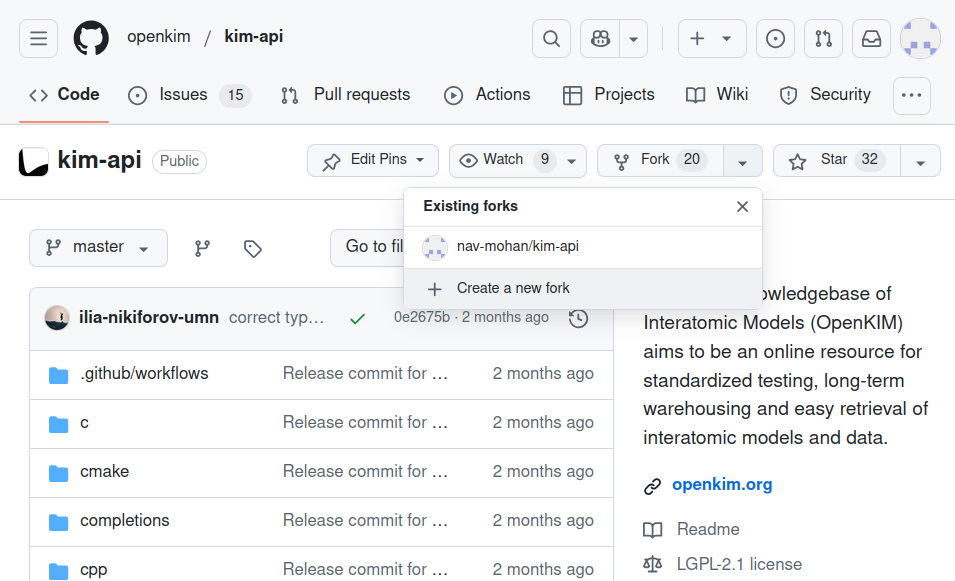 openkim / kim-api
Code Issues 15 Pull requests Actions Projects Wiki Security
kim-api Public Edit Pins Watch 9 Fork 20 Star 32
Existing forks
nav-mohan/kim-api
Create a new fork
master Go to fil
ilia-nikiforov-umn correct typ… 0e2675b · 2 months ago
.github/workflows Release commit for … 2 months ago
c Release commit for … 2 months ago
cmake Release commit for … 2 months ago
completions Release commit for … 2 months ago
cpp Release commit for … 2 months ago
owledgebase of
Interatomic Models (OpenKIM)
aims to be an online resource for
standardized testing, long-term
warehousing and easy retrieval of
interatomic models and data.
openkim.org
Readme
LGPL-2.1 license